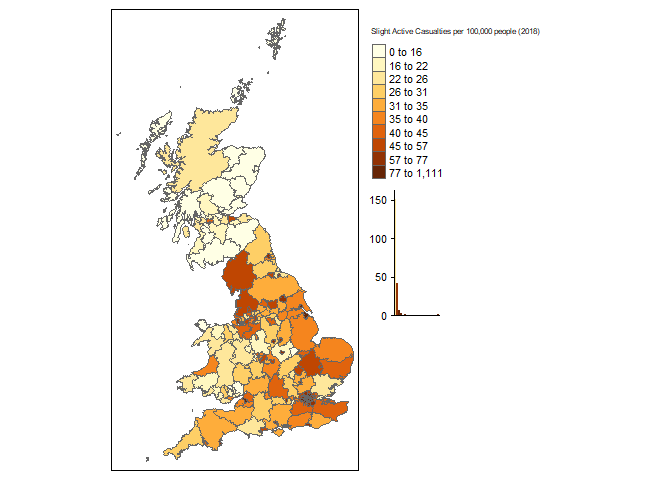 Slight Active Casualties per 100,000 people (2018)
0 to 16
16 to 22
22 to 26
26 to 31
31 to 35
35 to 40
40 to 45
45 to 57
57 to 77
77 to 1,111
150
100
50
0